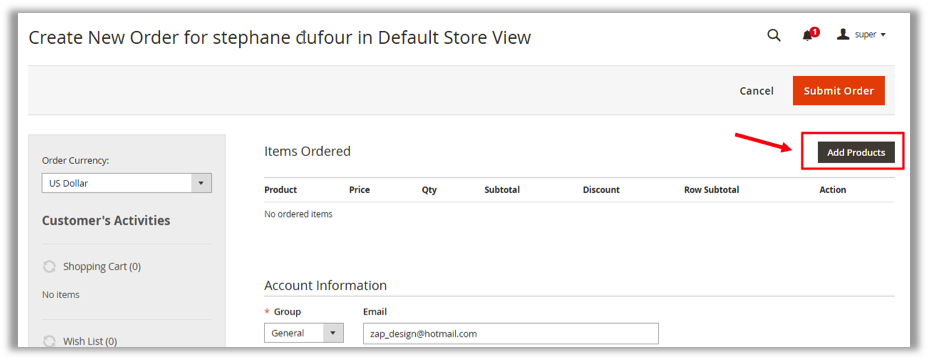 Create New Order for stephane đufour in Default Store View
1
super
Cancel
Submit Order
Order Currency:
US Dollar
Customer's Activities
Shopping Cart (0)
No items
Wish List (0)
Items Ordered
Add Products
Product Price Qty Subtotal Discount Row Subtotal Action
No ordered items
Account Information
* Group Email
General zap_design@hotmail.com